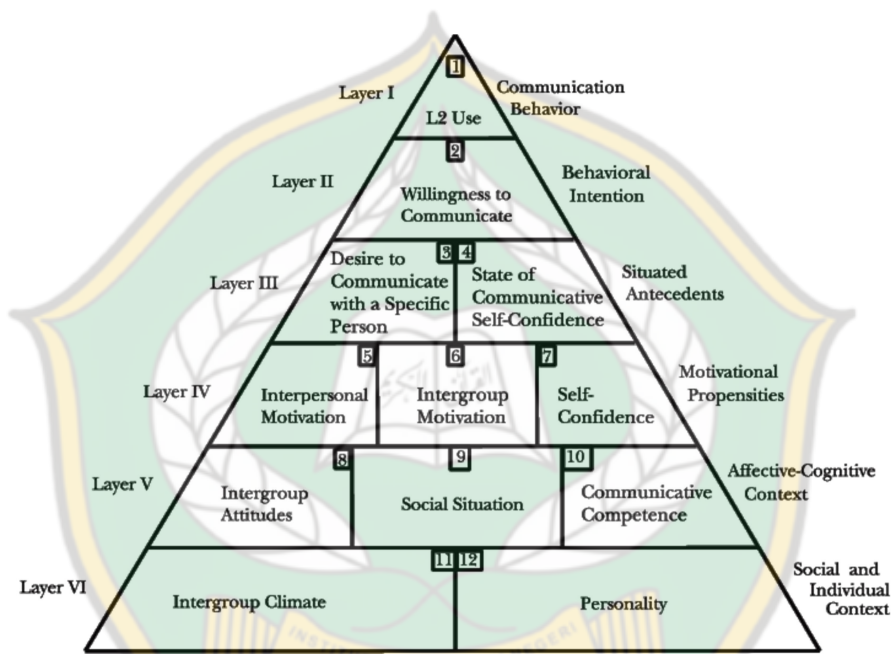 1
Layer I
Communication
Behavior
L2 Use
2
Layer II
Behavioral
Intention
Willingness to
Communicate
3 4
Layer III
Desire to
Communicate
with a Specific
Person
State of
Communicative
Self-Confidence
Situated
Antecedents
5 6 7
Layer IV
Interpersonal
Motivation
Intergroup
Motivation
Self-
Confidence
Motivational
Propensities
8 9 10
Layer V
Intergroup
Attitudes
Social Situation
Communicative
Competence
Affective-Cognitive
Context
11 12
Layer VI
Intergroup Climate
Personality
Social and
Individual
Context
INSTIT
EGERI